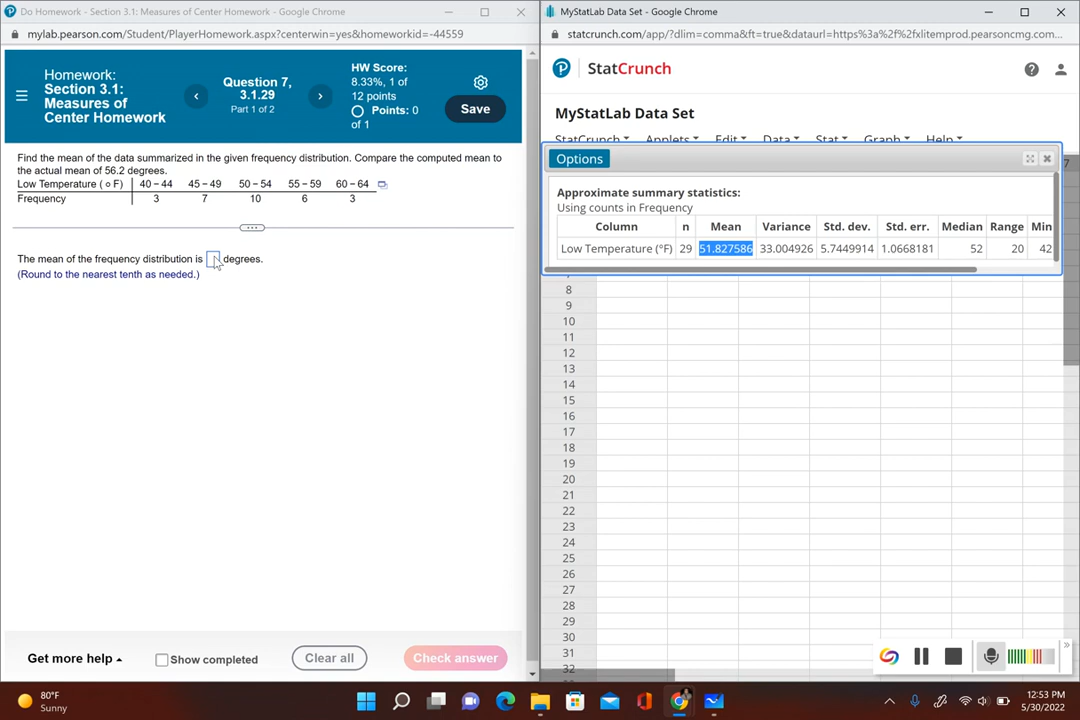 Do Homework - Section 3.1: Measures of Center Homework - Google Chrome
mylab.pearson.com/Student/PlayerHomework.aspx?centerwin=yes&homeworkid=-44559
Homework:
Section 3.1:
Measures of
Center Homework
Question 7,
3.1.29
Part 1 of 2
HW Score:
8.33%, 1 of
12 points
Points: 0
of 1
Save
Find the mean of the data summarized in the given frequency distribution. Compare the computed mean to
the actual mean of 56.2 degrees.
Low Temperature (∘F) 40 – 44 45 – 49 50 – 54 55 – 59 60 – 64
Frequency 3 7 10 6 3
The mean of the frequency distribution is degrees.
(Round to the nearest tenth as needed.)
Get more help
Show completed
Clear all
Check answer
MyStatLab Data Set - Google Chrome
statcrunch.com/app/?dlim=comma&ft=true&dataurl=https%3a%2f%2fxlitemprod.pearsoncmg.com...
StatCrunch
MyStatLab Data Set
StatCrunch Applets Edit Data Stat Graph Help
7
Options
Approximate summary statistics:
Using counts in Frequency
Column n Mean Variance Std. dev. Std. err. Median Range Min
Low Temperature (°F) 29 51.827586 33.004926 5.7449914 1.0668181 52 20 42
8
9
10
11
12
13
14
15
16
17
18
19
20
21
22
23
24
25
26
27
28
29
30
31
32
80°F
Sunny
12:53 PM
5/30/2022